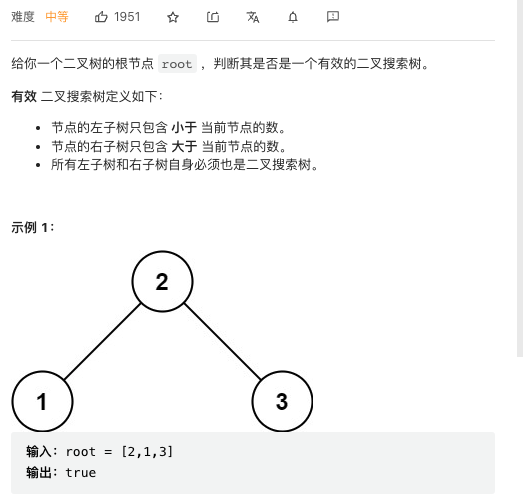 难度 中等 1951
给你一个二叉树的根节点 root ，判断其是否是一个有效的二叉搜索树。
有效 二叉搜索树定义如下：
• 节点的左子树只包含 小于 当前节点的数。
• 节点的右子树只包含 大于 当前节点的数。
• 所有左子树和右子树自身必须也是二叉搜索树。
示例 1：
2
1 3
输入：root = [2,1,3]
输出：true